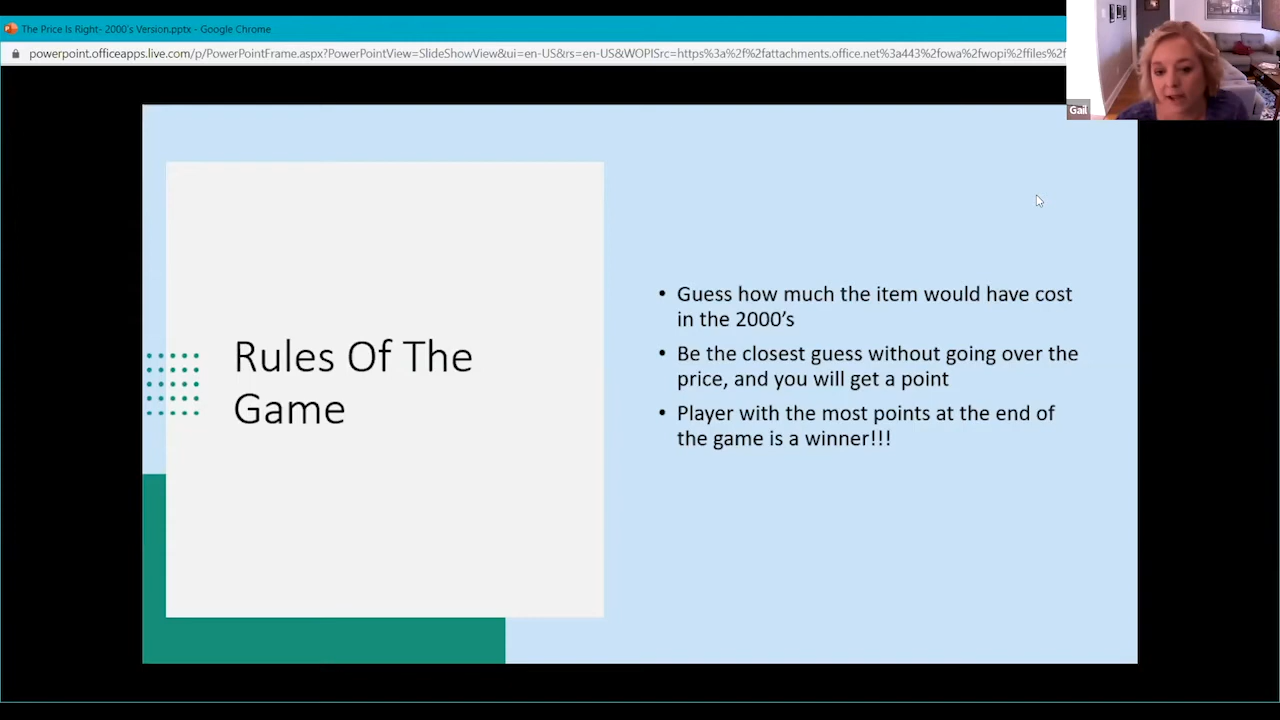 The Price Is Right- 2000's Version.pptx - Google Chrome
powerpoint.officeapps.live.com/p/PowerPointFrame.aspx?PowerPointView=SlideShowView&ui=en-US&rs=en-US&WOPISrc=https%3a%2f%2fattachments.office.net%3a443%2fowa%2fwopi%2ffiles%2f
Gail
Rules Of The
Game
• Guess how much the item would have cost
in the 2000's
• Be the closest guess without going over the
price, and you will get a point
• Player with the most points at the end of
the game is a winner!!!